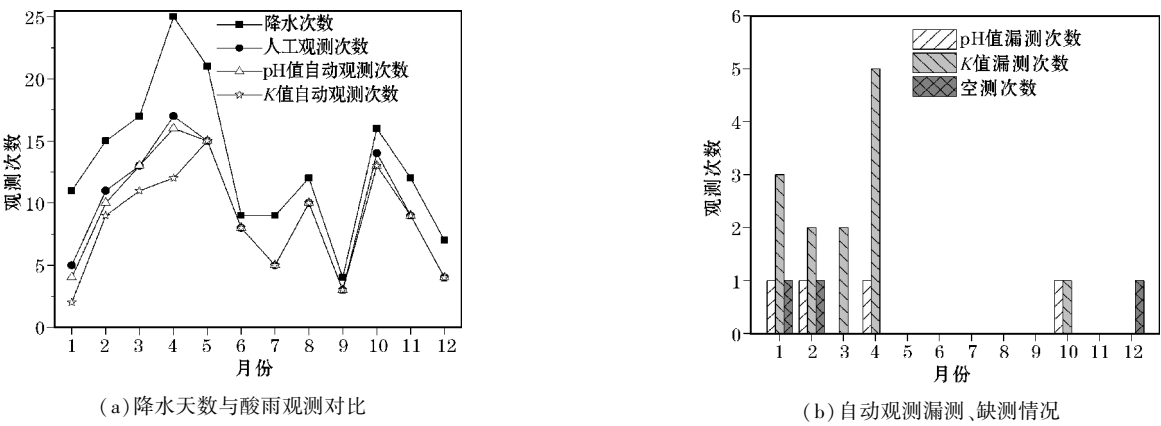 25
20
15
10
5
0
观测次数
降水次数
人工观测次数
pH值自动观测次数
K值自动观测次数
1 2 3 4 5 6 7 8 9 10 11 12
月份
(a)降水天数与酸雨观测对比
6
5
4
3
2
1
0
观测次数
pH值漏测次数
K值漏测次数
空测次数
1 2 3 4 5 6 7 8 9 10 11 12
月份
(b)自动观测漏测、缺测情况